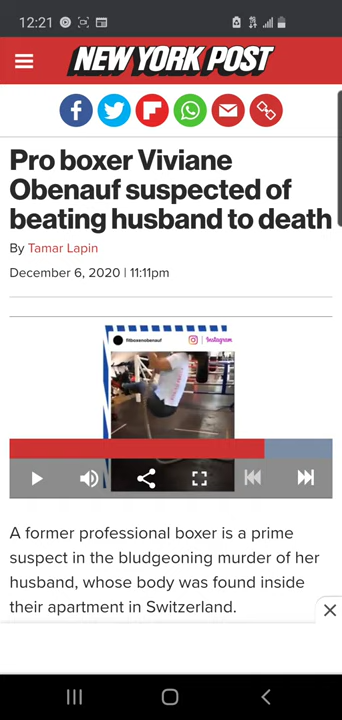 12:21
NEW YORK POST
Pro boxer Viviane
Obenauf suspected of
beating husband to death
By Tamar Lapin
December 6, 2020 | 11:11pm
fitboxenobenauf Instagram
A former professional boxer is a prime
suspect in the bludgeoning murder of her
husband, whose body was found inside
their apartment in Switzerland.